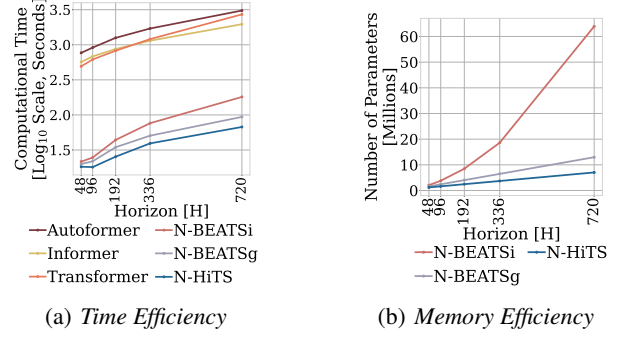 Computational Time
[Log10 Scale, Seconds]
3.5
3.0
2.5
2.0
1.5
48
96
192
336
720
Horizon [H]
Autoformer
N-BEATSi
Informer
N-BEATSg
Transformer
N-HiTS
(a) Time Efficiency
Number of Parameters
[Millions]
60
50
40
30
20
10
0
48
96
192
336
720
Horizon [H]
N-BEATSi
N-HiTS
N-BEATSg
(b) Memory Efficiency